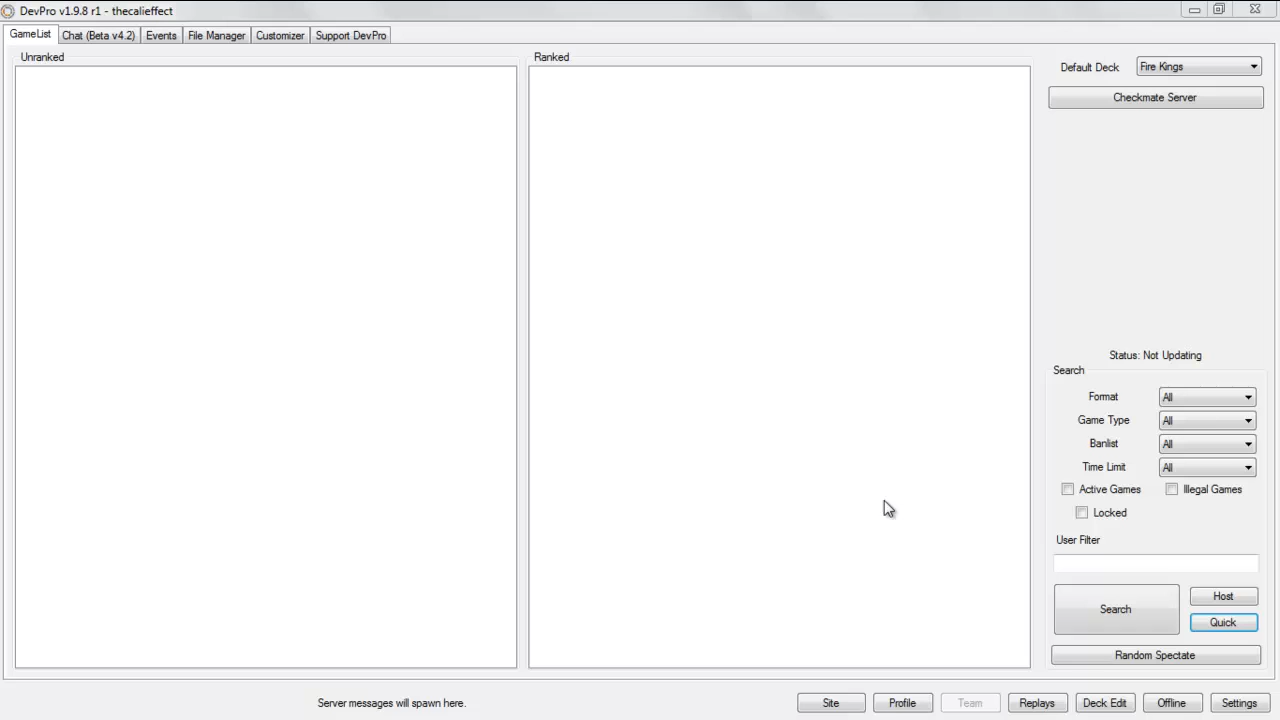 DevPro v1.9.8 r1 - thecalieffect
GameList Chat (Beta v4.2) Events File Manager Customizer Support DevPro
Unranked Ranked
Default Deck Fire Kings
Checkmate Server
Status: Not Updating
Search
Format All
Game Type All
Banlist All
Time Limit All
Active Games Illegal Games
Locked
User Filter
Search
Host
Quick
Random Spectate
Server messages will spawn here.
Site Profile Team Replays Deck Edit Offline Settings